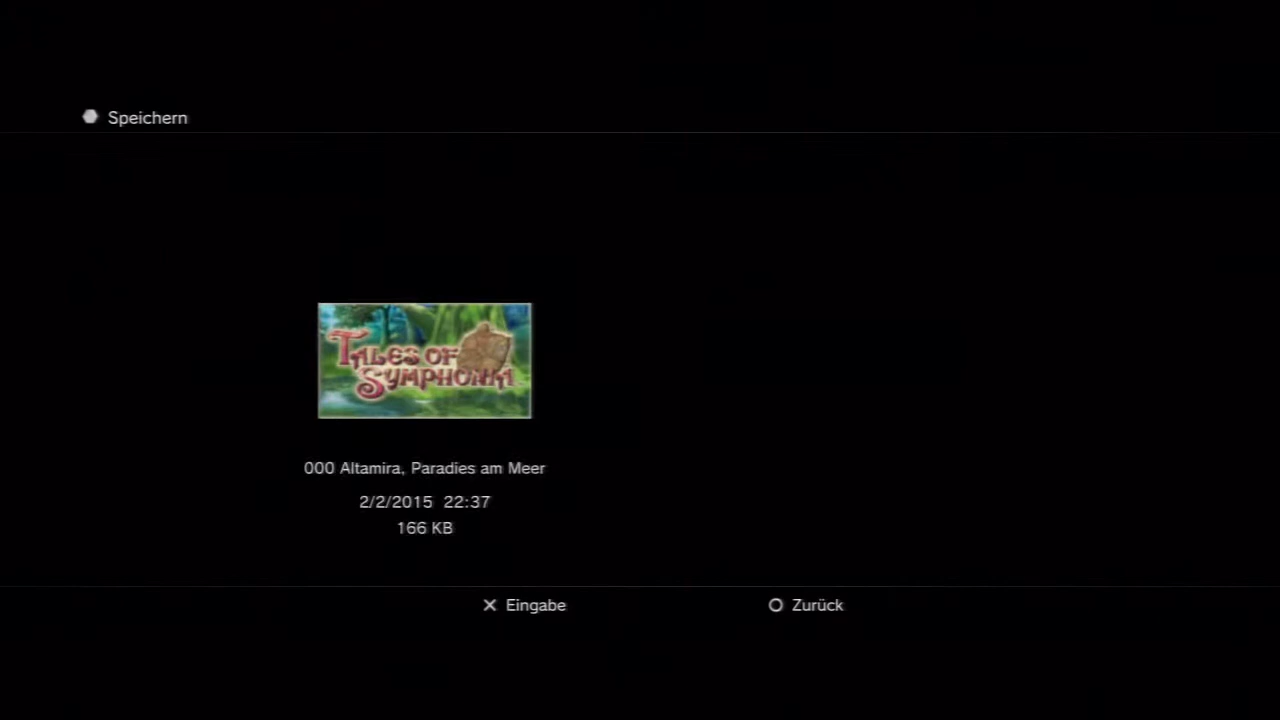 Speichern
TALES OF
SYMPHONIA
000 Altamira, Paradies am Meer
2/2/2015 22:37
166 KB
Eingabe
Zurück